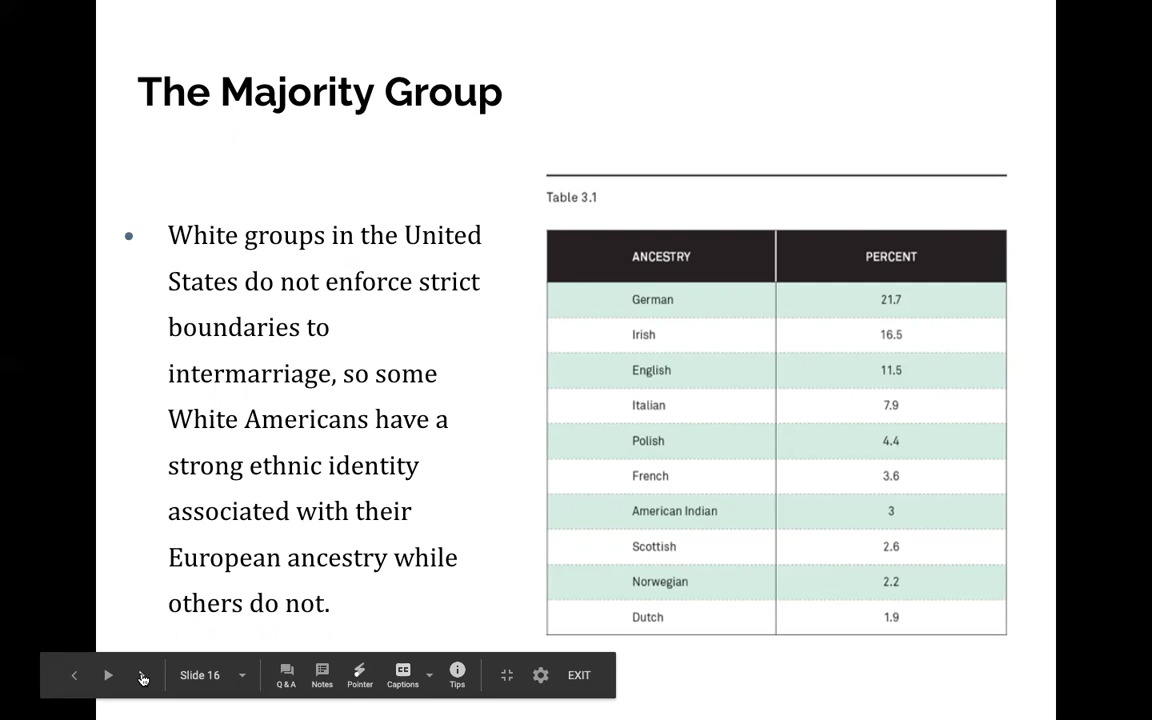 The Majority Group
White groups in the United
States do not enforce strict
boundaries to
intermarriage, so some
White Americans have a
strong ethnic identity
associated with their
European ancestry while
others do not.
Table 3.1
ANCESTRY PERCENT
German 21.7
Irish 16.5
English 11.5
Italian 7.9
Polish 4.4
French 3.6
American Indian 3
Scottish 2.6
Norwegian 2.2
Dutch 1.9
Slide 16
Q & A Notes Pointer Captions Tips EXIT